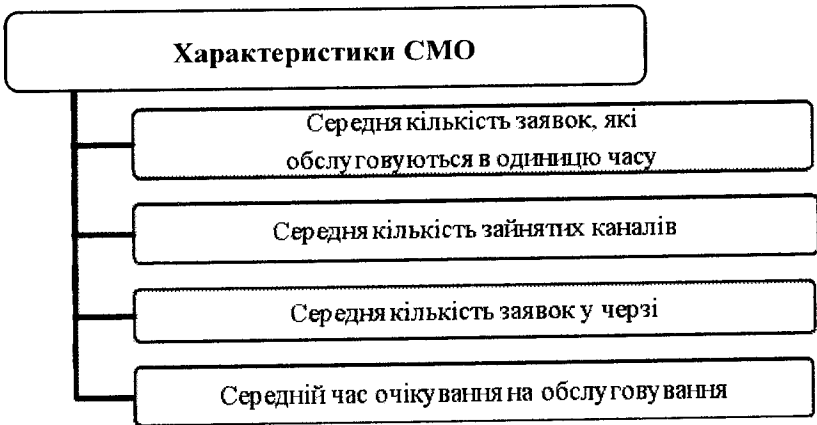 Характеристики СМО
Середня кількість заявок, які
обслуговуються в одиницю часу
Середня кількість зайнятих каналів
Середня кількість заявок у черзі
Середній час очікування на обслуговування